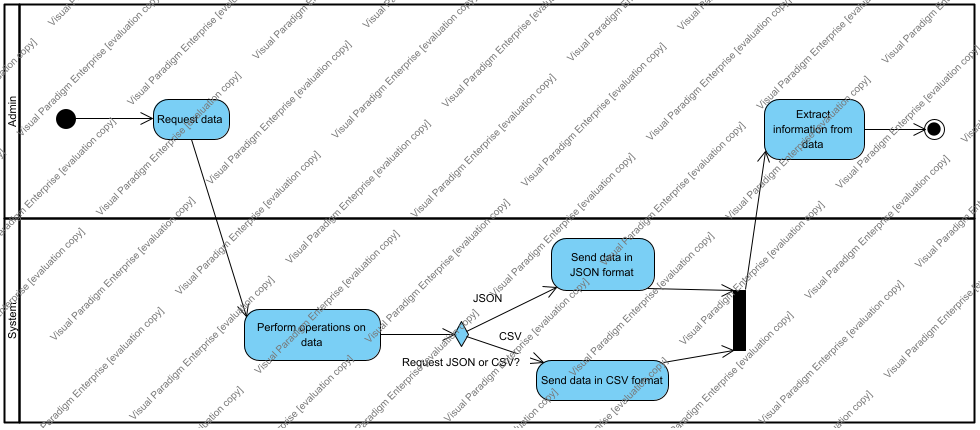 Admin
Request data
Extract
information from
data
System
Send data in
JSON format
JSON
Perform operations on
data
CSV
Request JSON or CSV?
Send data in CSV format
Visual Paradigm Enterprise [evaluation copy]